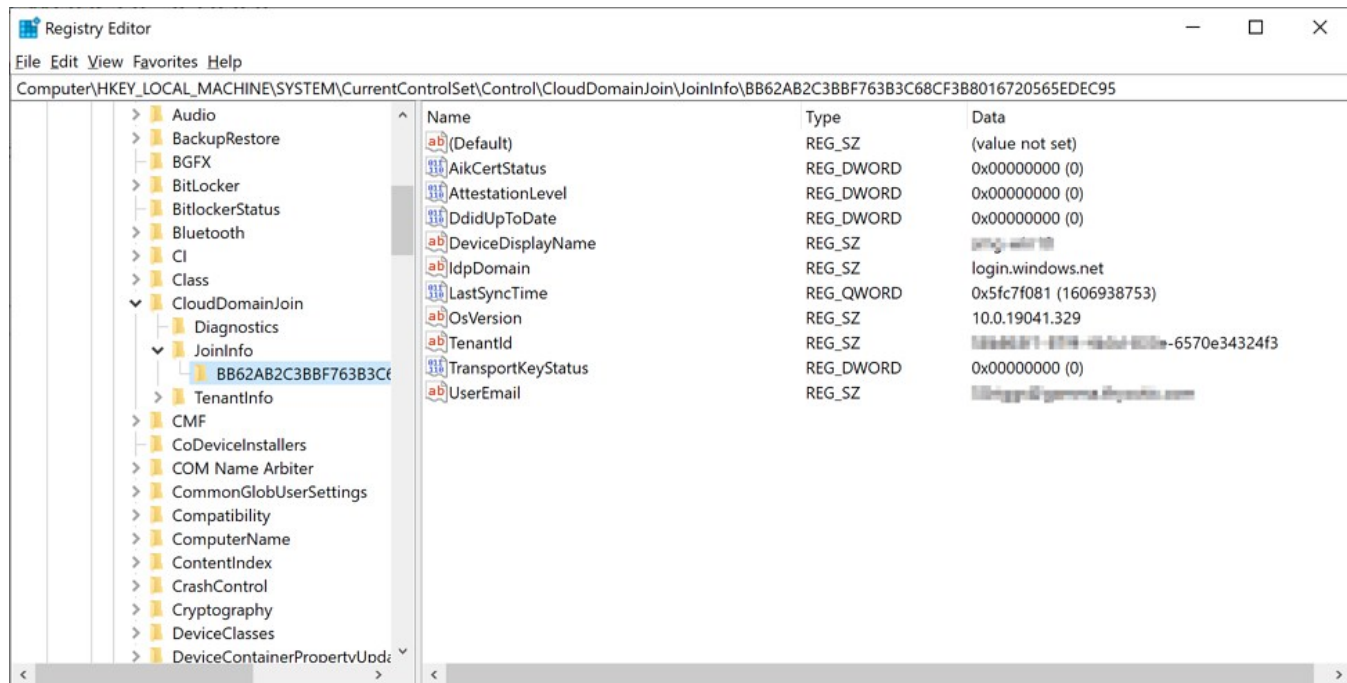 Registry Editor
File Edit View Favorites Help
Computer\HKEY_LOCAL_MACHINE\SYSTEM\CurrentControlSet\Control\CloudDomainJoin\JoinInfo\BB62AB2C3BBF763B3C68CF3B8016720565EDEC95
Audio
BackupRestore
BGFX
BitLocker
BitlockerStatus
Bluetooth
CI
Class
CloudDomainJoin
Diagnostics
JoinInfo
BB62AB2C3BBF763B3C6
TenantInfo
CMF
CoDeviceInstallers
COM Name Arbiter
CommonGlobUserSettings
Compatibility
ComputerName
ContentIndex
CrashControl
Cryptography
DeviceClasses
DeviceContainerPropertyUpda
Name Type Data
(Default) REG_SZ (value not set)
AikCertStatus REG_DWORD 0x00000000 (0)
AttestationLevel REG_DWORD 0x00000000 (0)
DdidUpToDate REG_DWORD 0x00000000 (0)
DeviceDisplayName REG_SZ
IdpDomain REG_SZ login.windows.net
LastSyncTime REG_QWORD 0x5fc7f081 (1606938753)
OsVersion REG_SZ 10.0.19041.329
TenantId REG_SZ -6570e34324f3
TransportKeyStatus REG_DWORD 0x00000000 (0)
UserEmail REG_SZ